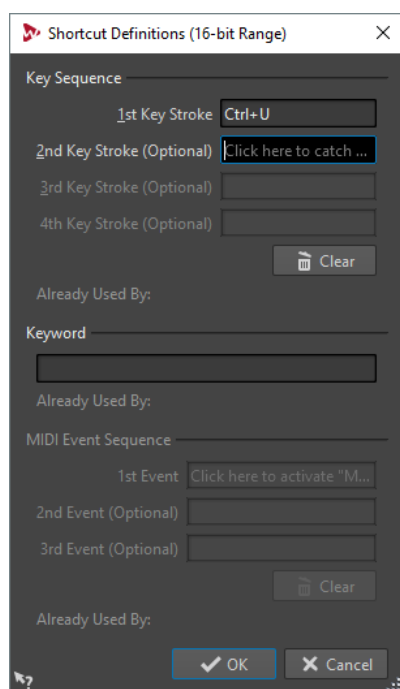 Shortcut Definitions (16-bit Range)
Key Sequence
1st Key Stroke Ctrl+U
2nd Key Stroke (Optional) Click here to catch ...
3rd Key Stroke (Optional)
4th Key Stroke (Optional)
Clear
Already Used By:
Keyword
Already Used By:
MIDI Event Sequence
1st Event Click here to activate "M...
2nd Event (Optional)
3rd Event (Optional)
Clear
Already Used By:
OK Cancel